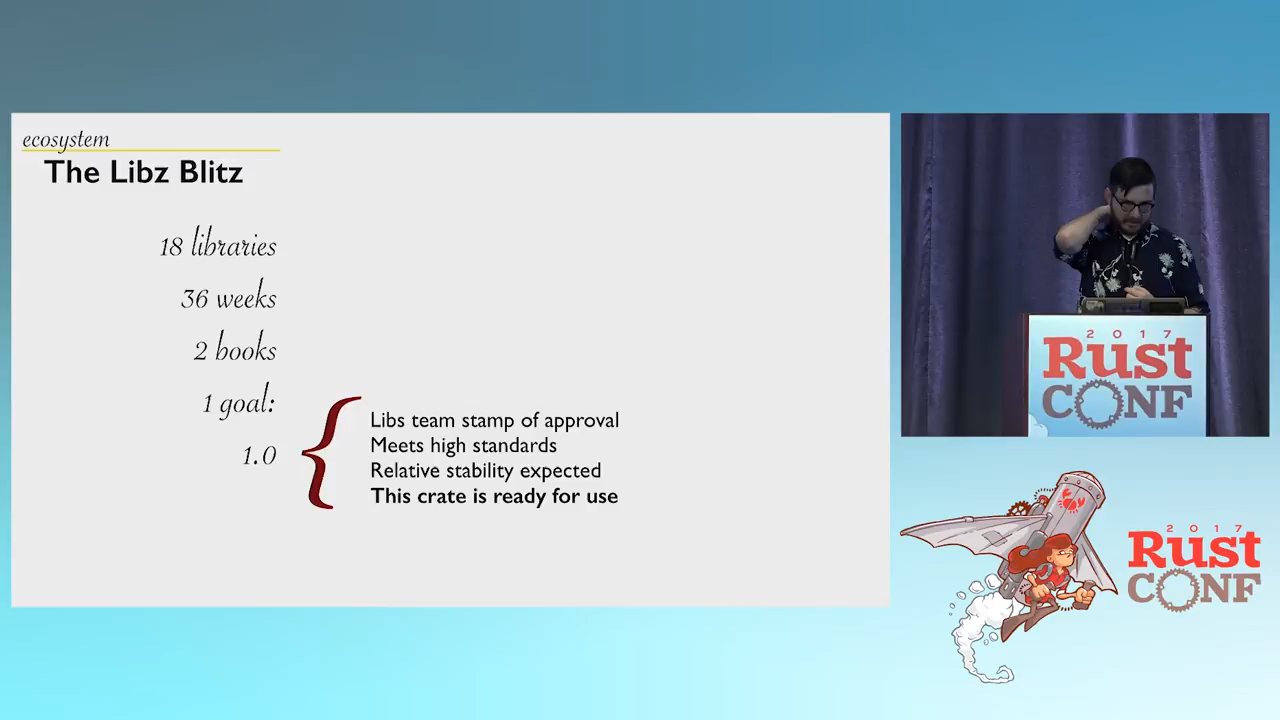 ecosystem
The Libz Blitz
18 libraries
36 weeks
2 books
1 goal:
1.0
Libs team stamp of approval
Meets high standards
Relative stability expected
This crate is ready for use
2017
Rust
CONF
2017
Rust
CONF